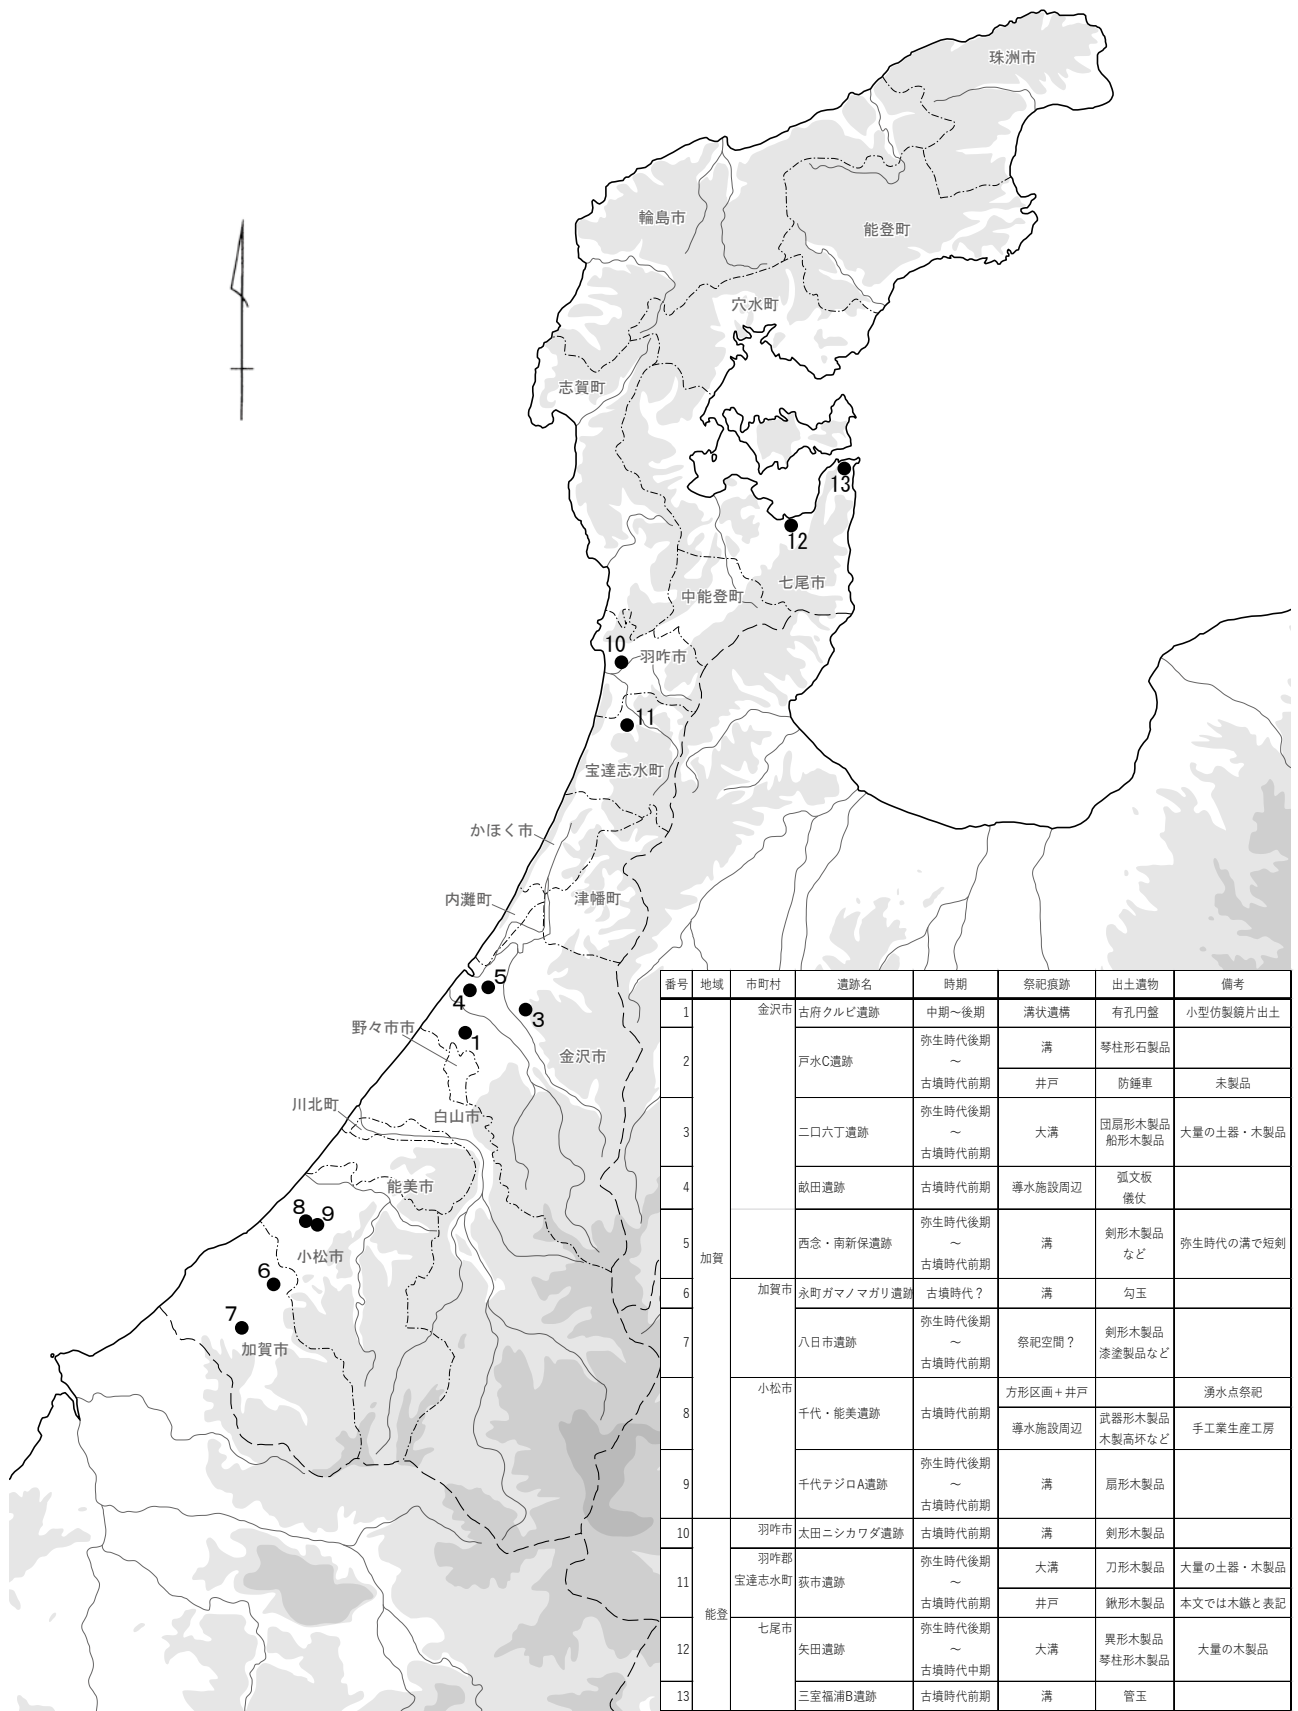 珠洲市
輪島市
能登町
穴水町
志賀町
13
12
七尾市
中能登町
10
羽咋市
11
宝達志水町
かほく市
内灘町
津幡町
5
4
3
野々市市
1
金沢市
川北町
白山市
能美市
8
9
小松市
6
7
加賀市
番号 地域 市町村 遺跡名 時期 祭祀痕跡 出土遺物 備考
1 加賀 金沢市 古府クルビ遺跡 中期～後期 溝状遺構 有孔円盤 小型仿製鏡片出土
2 戸水C遺跡 弥生時代後期
～
古墳時代前期
溝 琴柱形石製品
井戸 防錘車 未製品
3 二口六丁遺跡 弥生時代後期
～
古墳時代前期
大溝 団扇形木製品
船形木製品
大量の土器・木製品
4 畝田遺跡 古墳時代前期 導水施設周辺 弧文板
儀仗
5 西念・南新保遺跡 弥生時代後期
～
古墳時代前期
溝 剣形木製品
など
弥生時代の溝で短剣
6 加賀市 永町ガマノマガリ遺跡 古墳時代？ 溝 勾玉
7 八日市遺跡 弥生時代後期
～
古墳時代前期
祭祀空間？ 剣形木製品
漆塗製品など
8 小松市 千代・能美遺跡 古墳時代前期
方形区画＋井戸 湧水点祭祀
導水施設周辺 武器形木製品
木製高坏など
手工業生産工房
9 千代テジロA遺跡 弥生時代後期
～
古墳時代前期
溝 扇形木製品
10 能登 羽咋市 太田ニシカワダ遺跡 古墳時代前期 溝 剣形木製品
11 羽咋郡
宝達志水町
荻市遺跡 弥生時代後期
～
古墳時代前期
大溝 刀形木製品 大量の土器・木製品
井戸 鍬形木製品 本文では木鏃と表記
12 七尾市 矢田遺跡 弥生時代後期
～
古墳時代中期
大溝 異形木製品
琴柱形木製品
大量の木製品
13 三室福浦B遺跡 古墳時代前期 溝 管玉